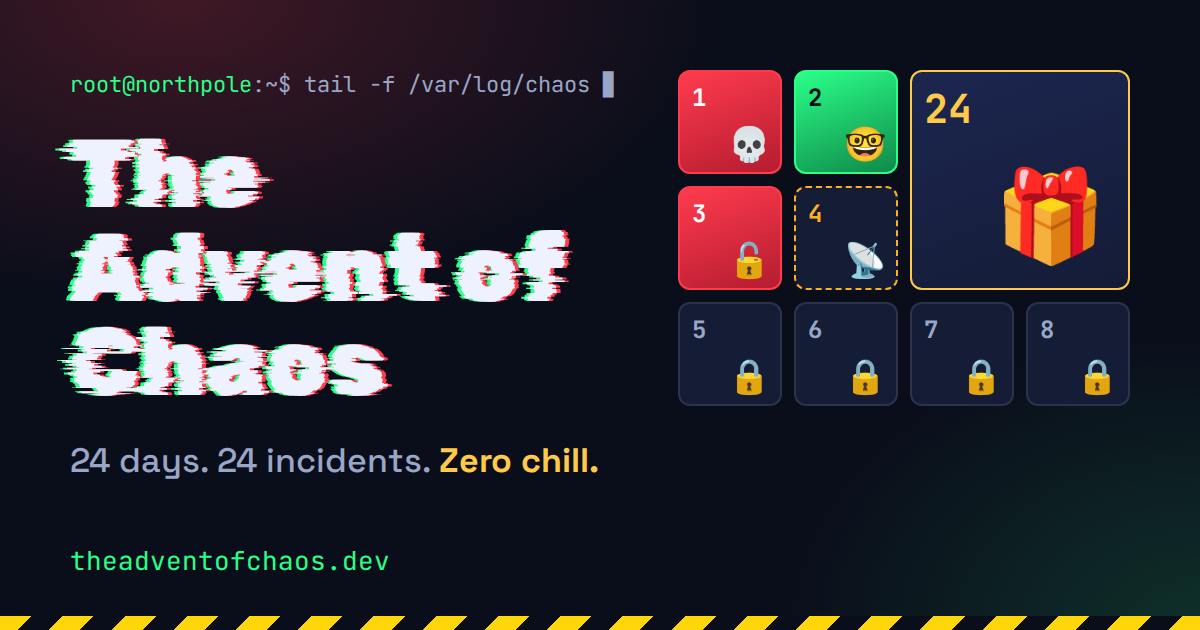 root@northpole:~$ tail -f /var/log/chaos
The
Advent of
Chaos
24 days. 24 incidents. Zero chill.
theadventofchaos.dev
1
2
24
3
4
5
6
7
8